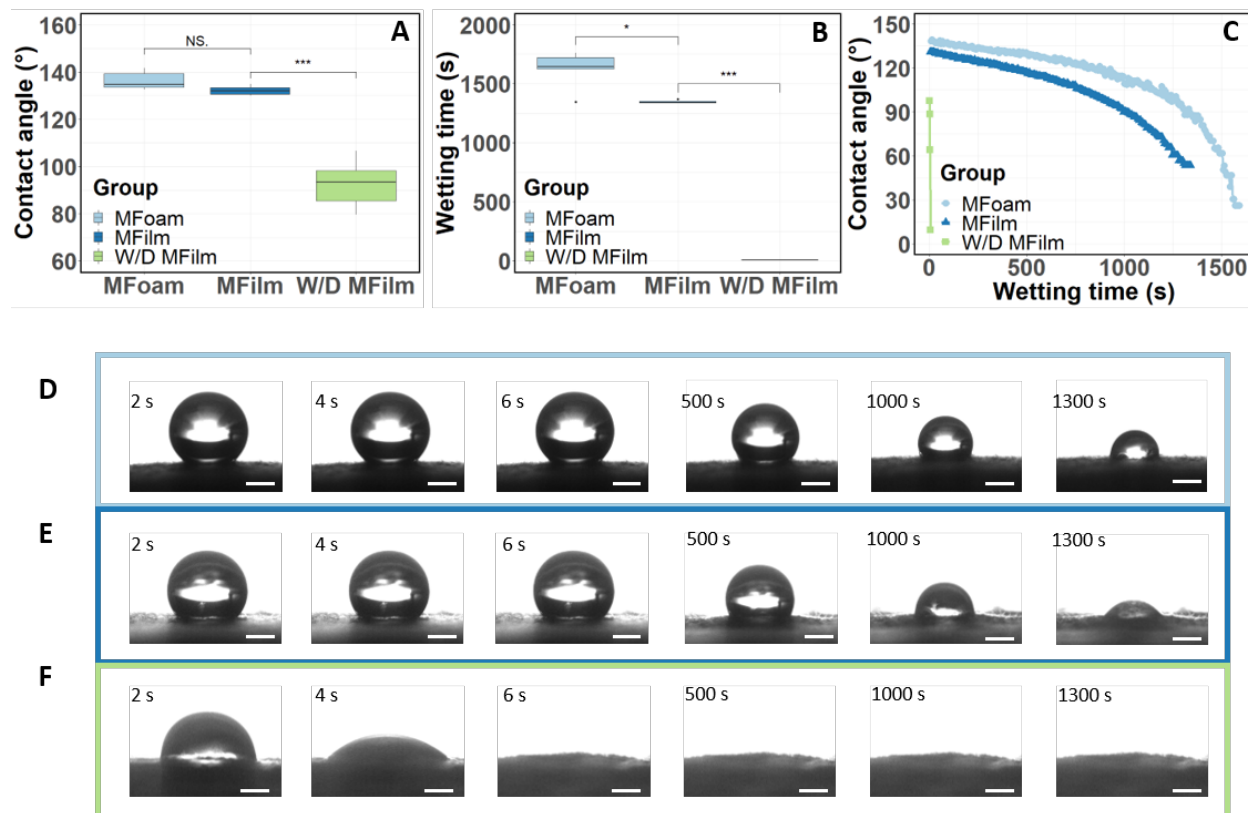 A
Contact angle (°)
160
140
120
100
80
60
NS.
***
Group
MFoam
MFilm
W/D MFilm
MFoam MFilm W/D MFilm
B
Wetting time (s)
2000
1500
1000
500
0
*
***
Group
MFoam
MFilm
W/D MFilm
MFoam MFilm W/D MFilm
C
Contact angle (°)
150
120
90
60
30
0
Group
MFoam
MFilm
W/D MFilm
0 500 1000 1500
Wetting time (s)
D
2 s 4 s 6 s 500 s 1000 s 1300 s
E
2 s 4 s 6 s 500 s 1000 s 1300 s
F
2 s 4 s 6 s 500 s 1000 s 1300 s